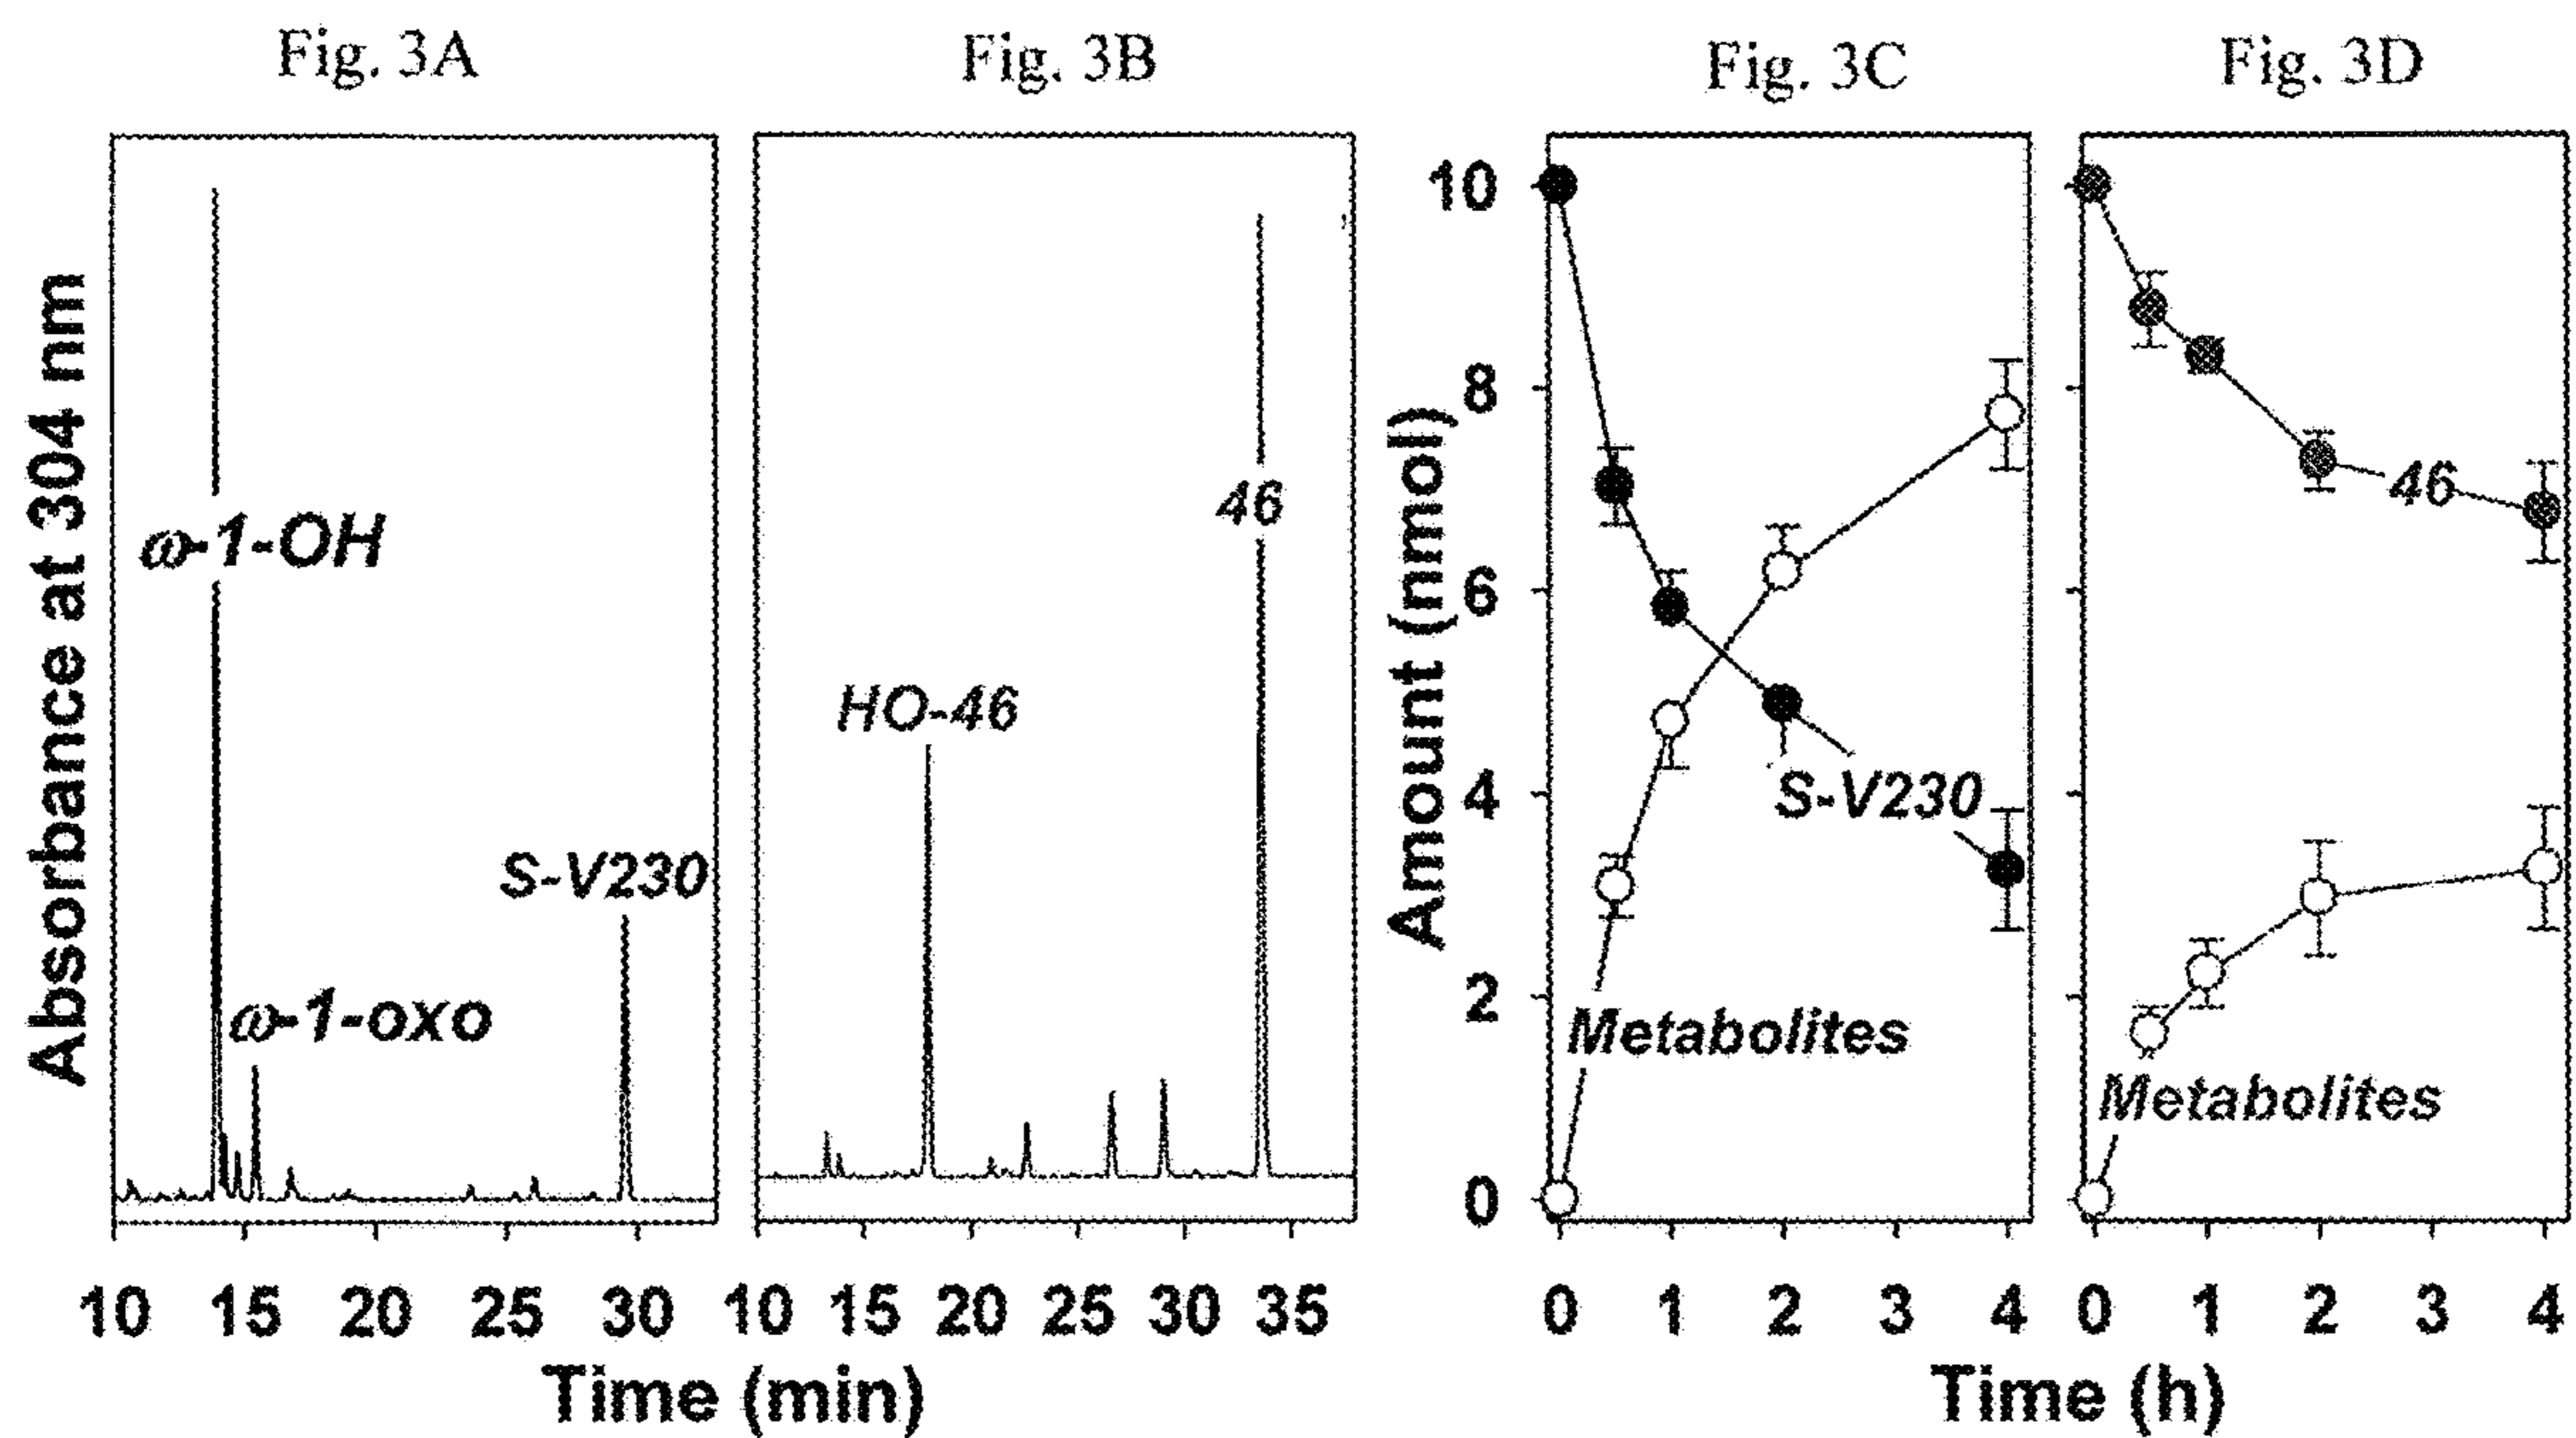 Fig. 3A
Fig. 3B
Fig. 3C
Fig. 3D
Absorbance at 304 nm
ω-1-OH
ω-1-oxo
S-V230
10 15 20 25 30
HO-46
46
10 15 20 25 30 35
Time (min)
Amount (nmol)
10
8
6
4
2
0
S-V230
Metabolites
0 1 2 3 4
46
Metabolites
0 1 2 3 4
Time (h)